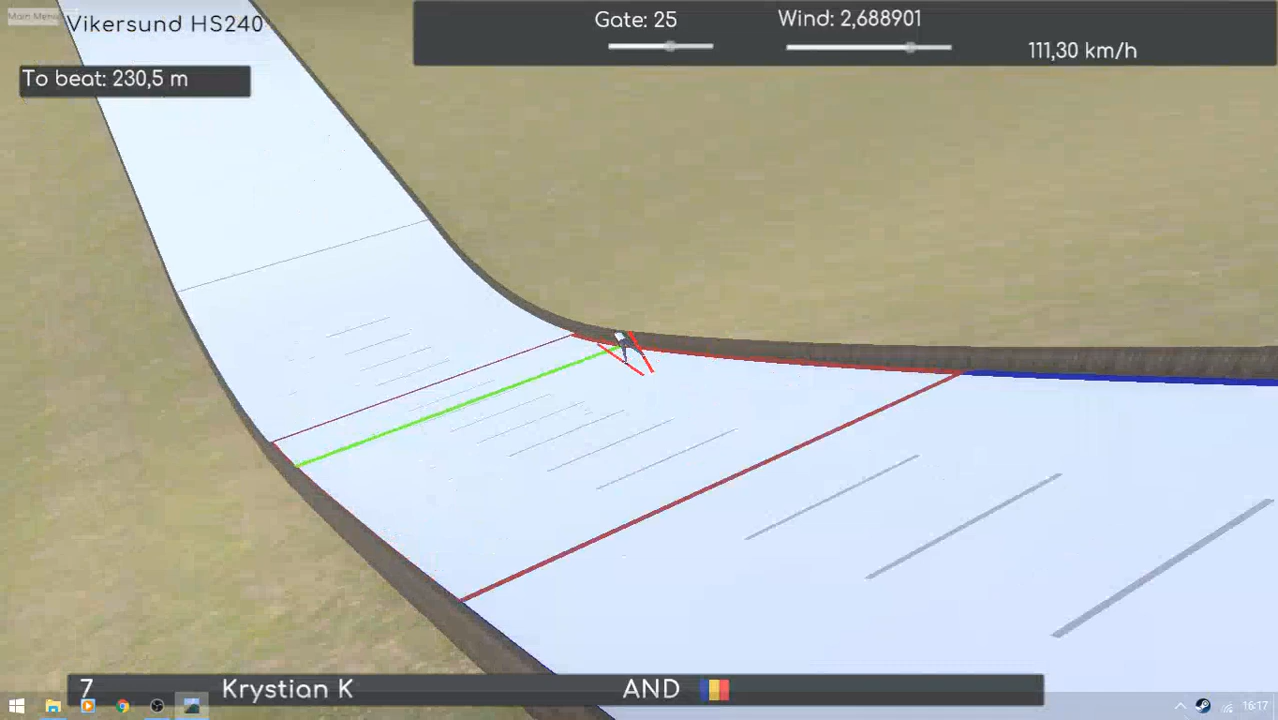 Main Menu
Vikersund HS240
Gate: 25
Wind: 2,688901
111,30 km/h
To beat: 230,5 m
7 Krystian K AND
16:17